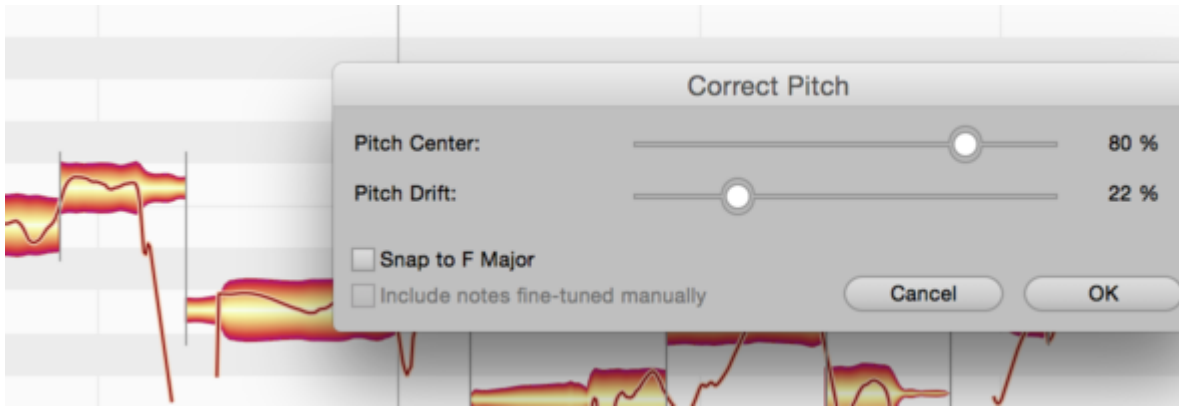 Correct Pitch
Pitch Center: 80 %
Pitch Drift: 22 %
Snap to F Major
Include notes fine-tuned manually
Cancel OK